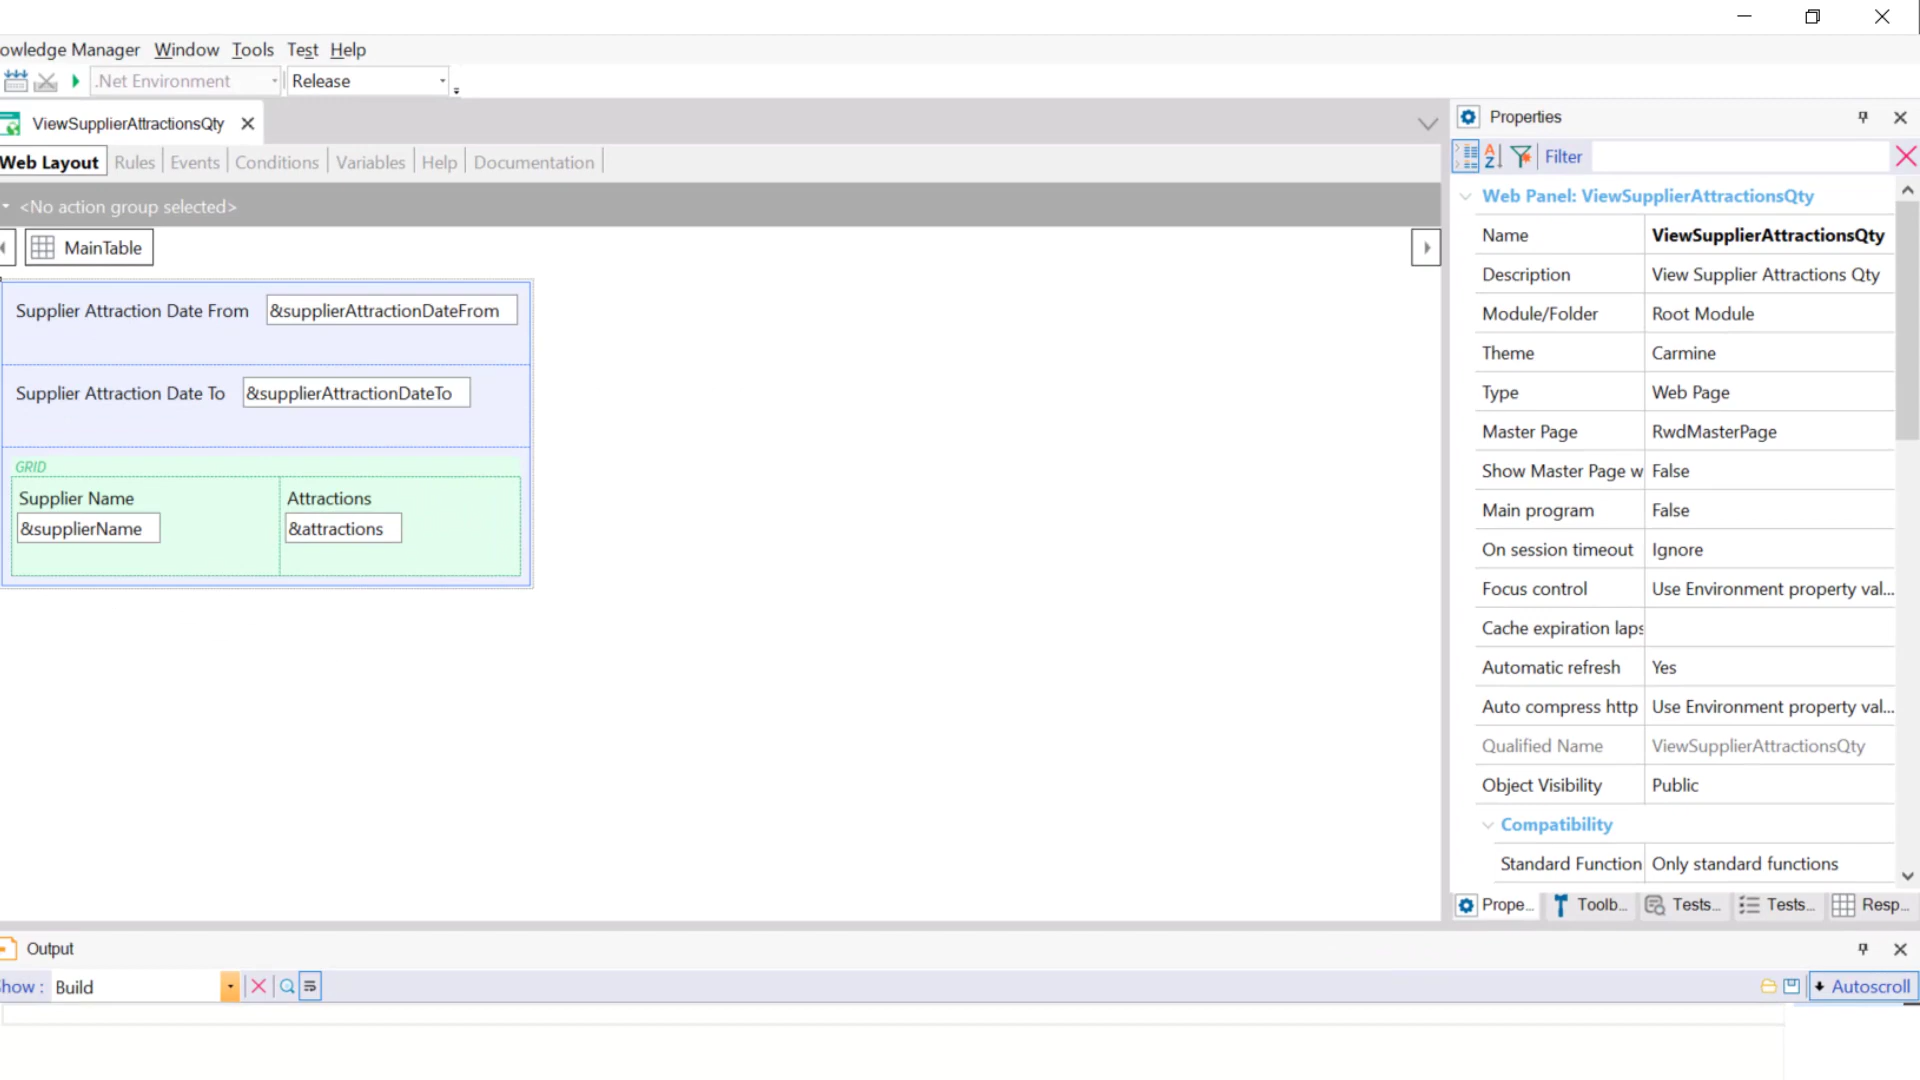 owledge Manager Window Tools Test Help
.Net Environment Release
ViewSupplierAttractionsQty
Web Layout Rules Events Conditions Variables Help Documentation
<No action group selected>
MainTable
Supplier Attraction Date From &supplierAttractionDateFrom
Supplier Attraction Date To &supplierAttractionDateTo
GRID
Supplier Name Attractions
&supplierName &attractions
Properties
Filter
Web Panel: ViewSupplierAttractionsQty
Name ViewSupplierAttractionsQty
Description View Supplier Attractions Qty
Module/Folder Root Module
Theme Carmine
Type Web Page
Master Page RwdMasterPage
Show Master Page w False
Main program False
On session timeout Ignore
Focus control Use Environment property val...
Cache expiration laps
Automatic refresh Yes
Auto compress http Use Environment property val...
Qualified Name ViewSupplierAttractionsQty
Object Visibility Public
Compatibility
Standard Function Only standard functions
Prope... Toolb... Tests... Tests... Resp...
Output
how : Build Autoscroll